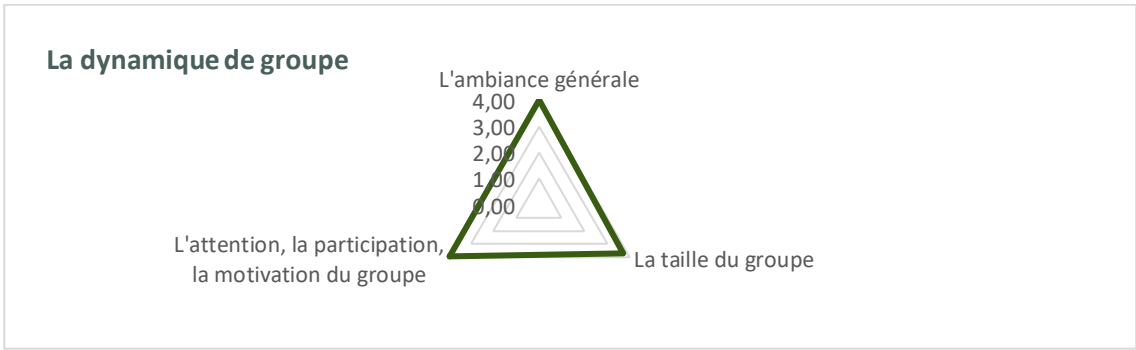 La dynamique de groupe
L'ambiance générale
4,00
3,00
2,00
1,00
0,00
L'attention, la participation,
la motivation du groupe
La taille du groupe